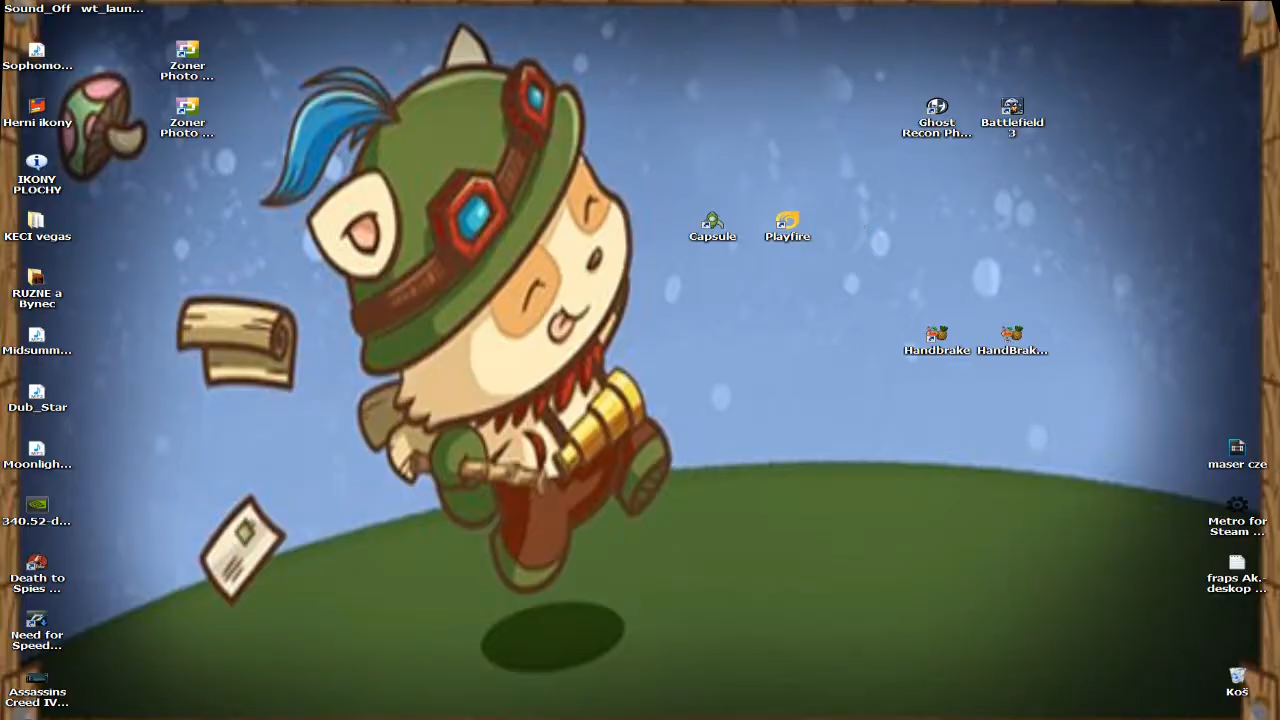 Sound_Off
wt_laun...
Sophomo...
Herni ikony
IKONY
PLOCHY
KECI vegas
RUZNE a
Bynec
Midsumm...
Dub_Star
Moonligh...
340.52-d...
Death to
Spies ...
Need for
Speed...
Assassins
Creed IV...
Zoner
Photo ...
Zoner
Photo ...
Capsule
Playfire
Ghost
Recon Ph...
Battlefield
3
Handbrake
HandBrak...
maser cze
Metro for
Steam ...
fraps Ak.-
deskop ...
Koš